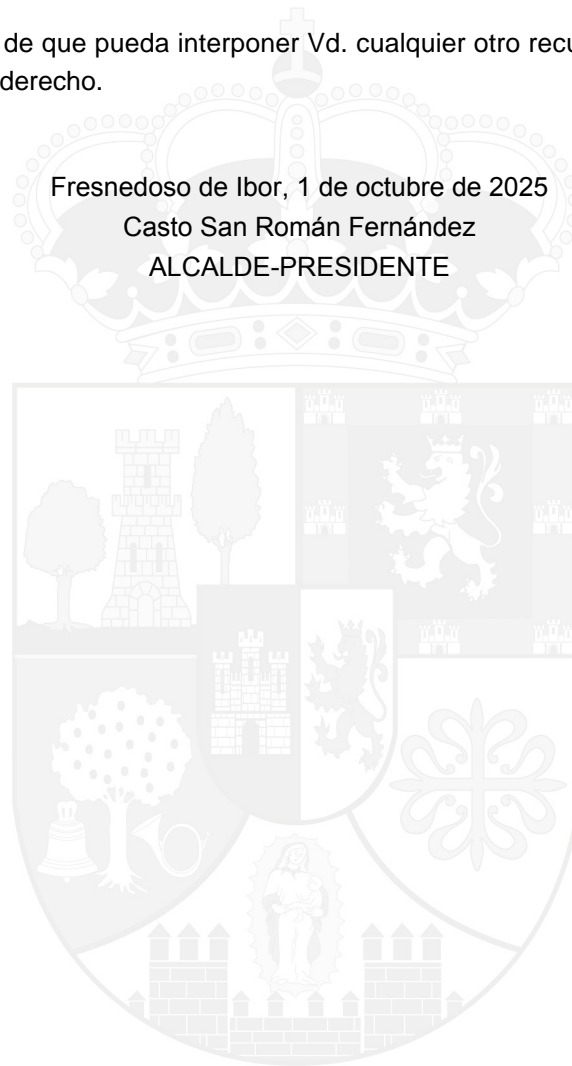 de que pueda interponer Vd. cualquier otro
derecho.
Fresnedoso de Ibor, 1 de octubre de 2025
Casto San Román Fernández
ALCALDE-PRESIDENTE